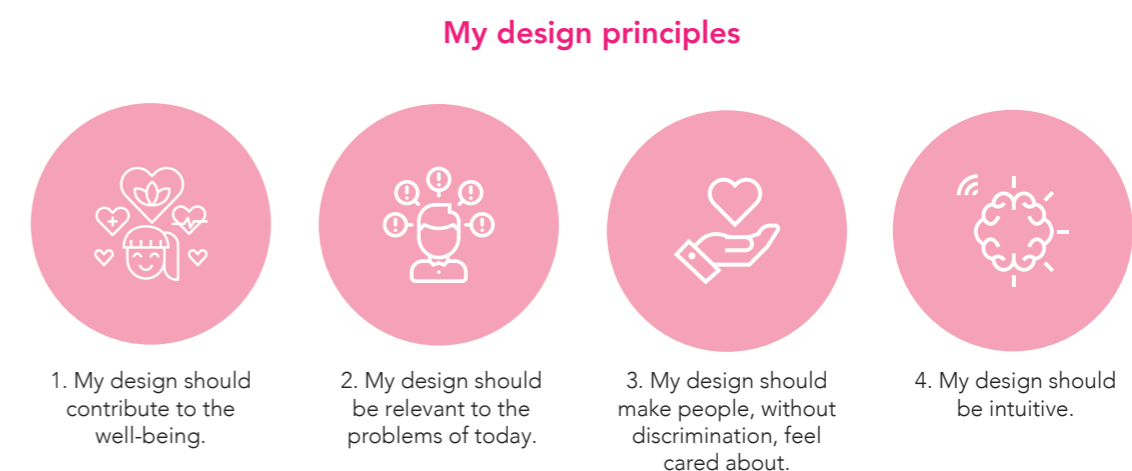 My design principles
1. My design should
contribute to the
well-being.
2. My design should
be relevant to the
problems of today.
3. My design should
make people, without
discrimination, feel
cared about.
4. My design should
be intuitive.